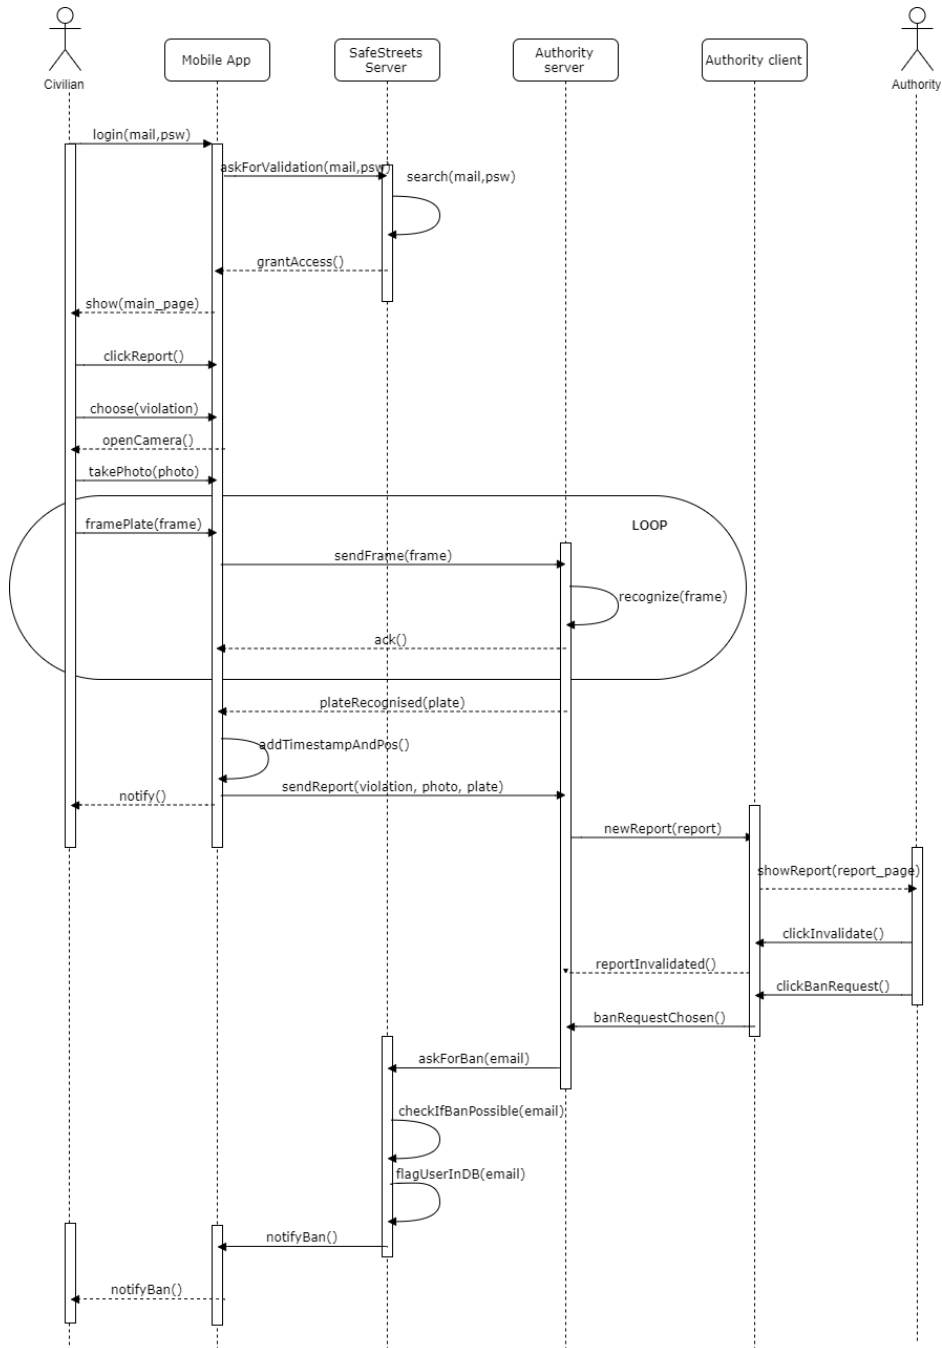 Civilian
Mobile App
SafeStreets
Server
Authority
server
Authority client
Authority
login(mail,psw)
askForValidation(mail,psw)
search(mail,psw)
grantAccess()
show(main_page)
clickReport()
choose(violation)
openCamera()
takePhoto(photo)
LOOP
framePlate(frame)
sendFrame(frame)
recognize(frame)
ack()
plateRecognised(plate)
addTimestampAndPos()
sendReport(violation, photo, plate)
notify()
newReport(report)
showReport(report_page)
clickInvalidate()
reportInvalidated()
clickBanRequest()
banRequestChosen()
askForBan(email)
checkIfBanPossible(email)
flagUserInDB(email)
notifyBan()
notifyBan()